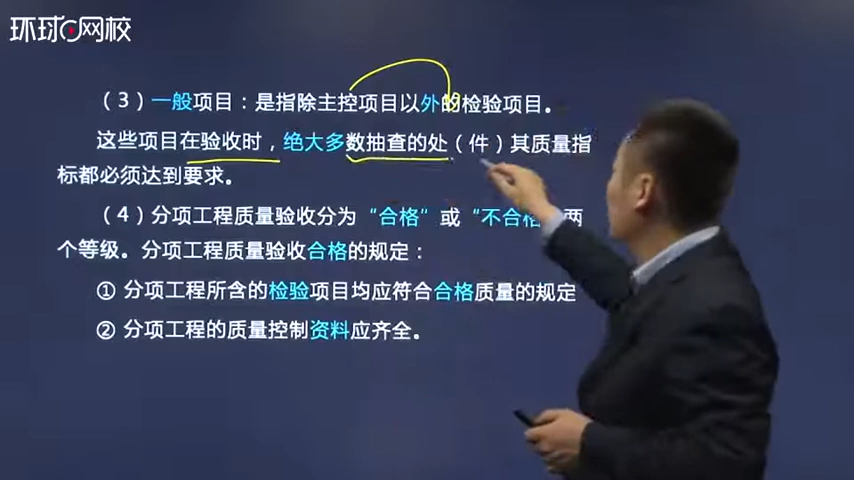 环球网校
（3）一般项目：是指除主控项目以外的检验项目。
这些项目在验收时，绝大多数抽查的处（件）其质量指
标都必须达到要求。
（4）分项工程质量验收分为“合格”或“不合格 两
个等级。分项工程质量验收合格的规定：
① 分项工程所含的检验项目均应符合合格质量的规定
② 分项工程的质量控制资料应齐全。